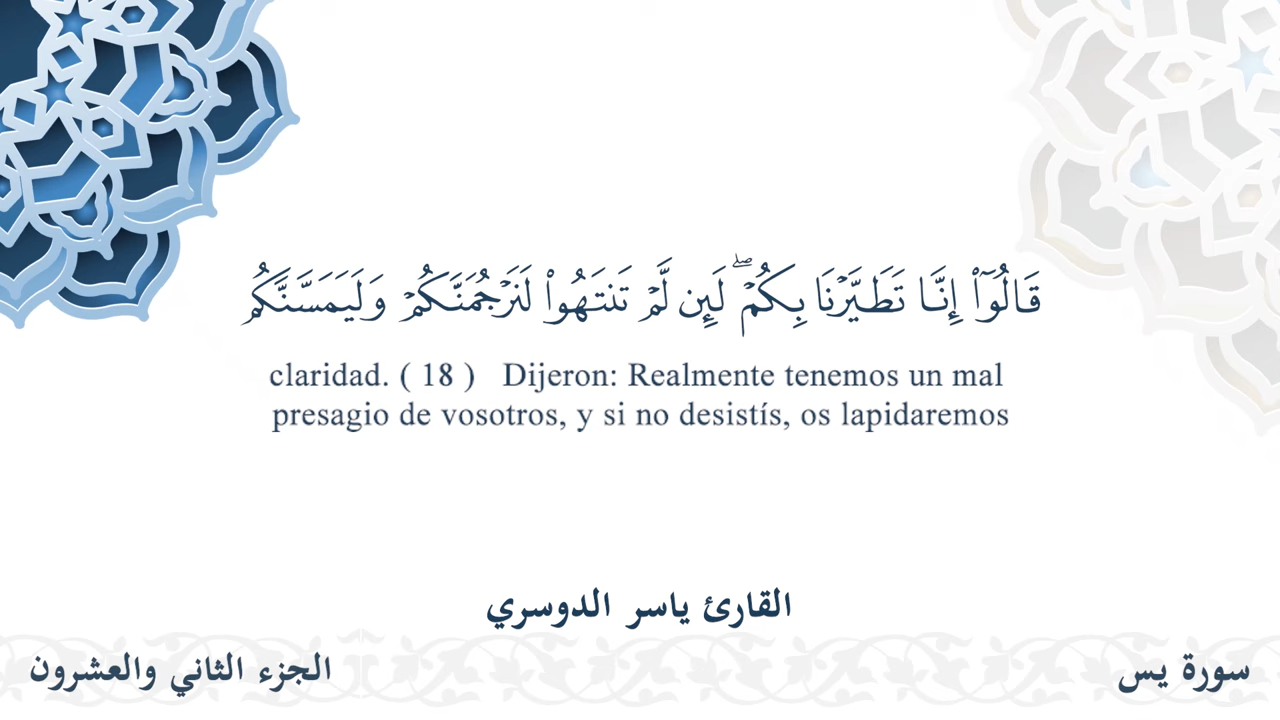 قَالُوٓا۟ إِنَّا تَطَيَّرْنَا بِكُمْ ۖ لَئِن لَّمْ تَنتَهُوا۟ لَنَرْجُمَنَّكُمْ وَلَيَمَسَّنَّكُم
claridad. ( 18 ) Dijeron: Realmente tenemos un mal
presagio de vosotros, y si no desistís, os lapidaremos
القارئ ياسر الدوسري
سورة يس
الجزء الثاني والعشرون